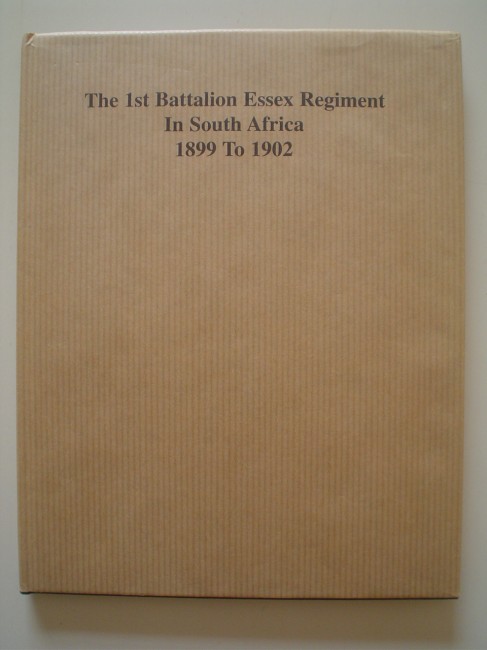 The 1st Battalion Essex Regiment
In South Africa
1899 To 1902